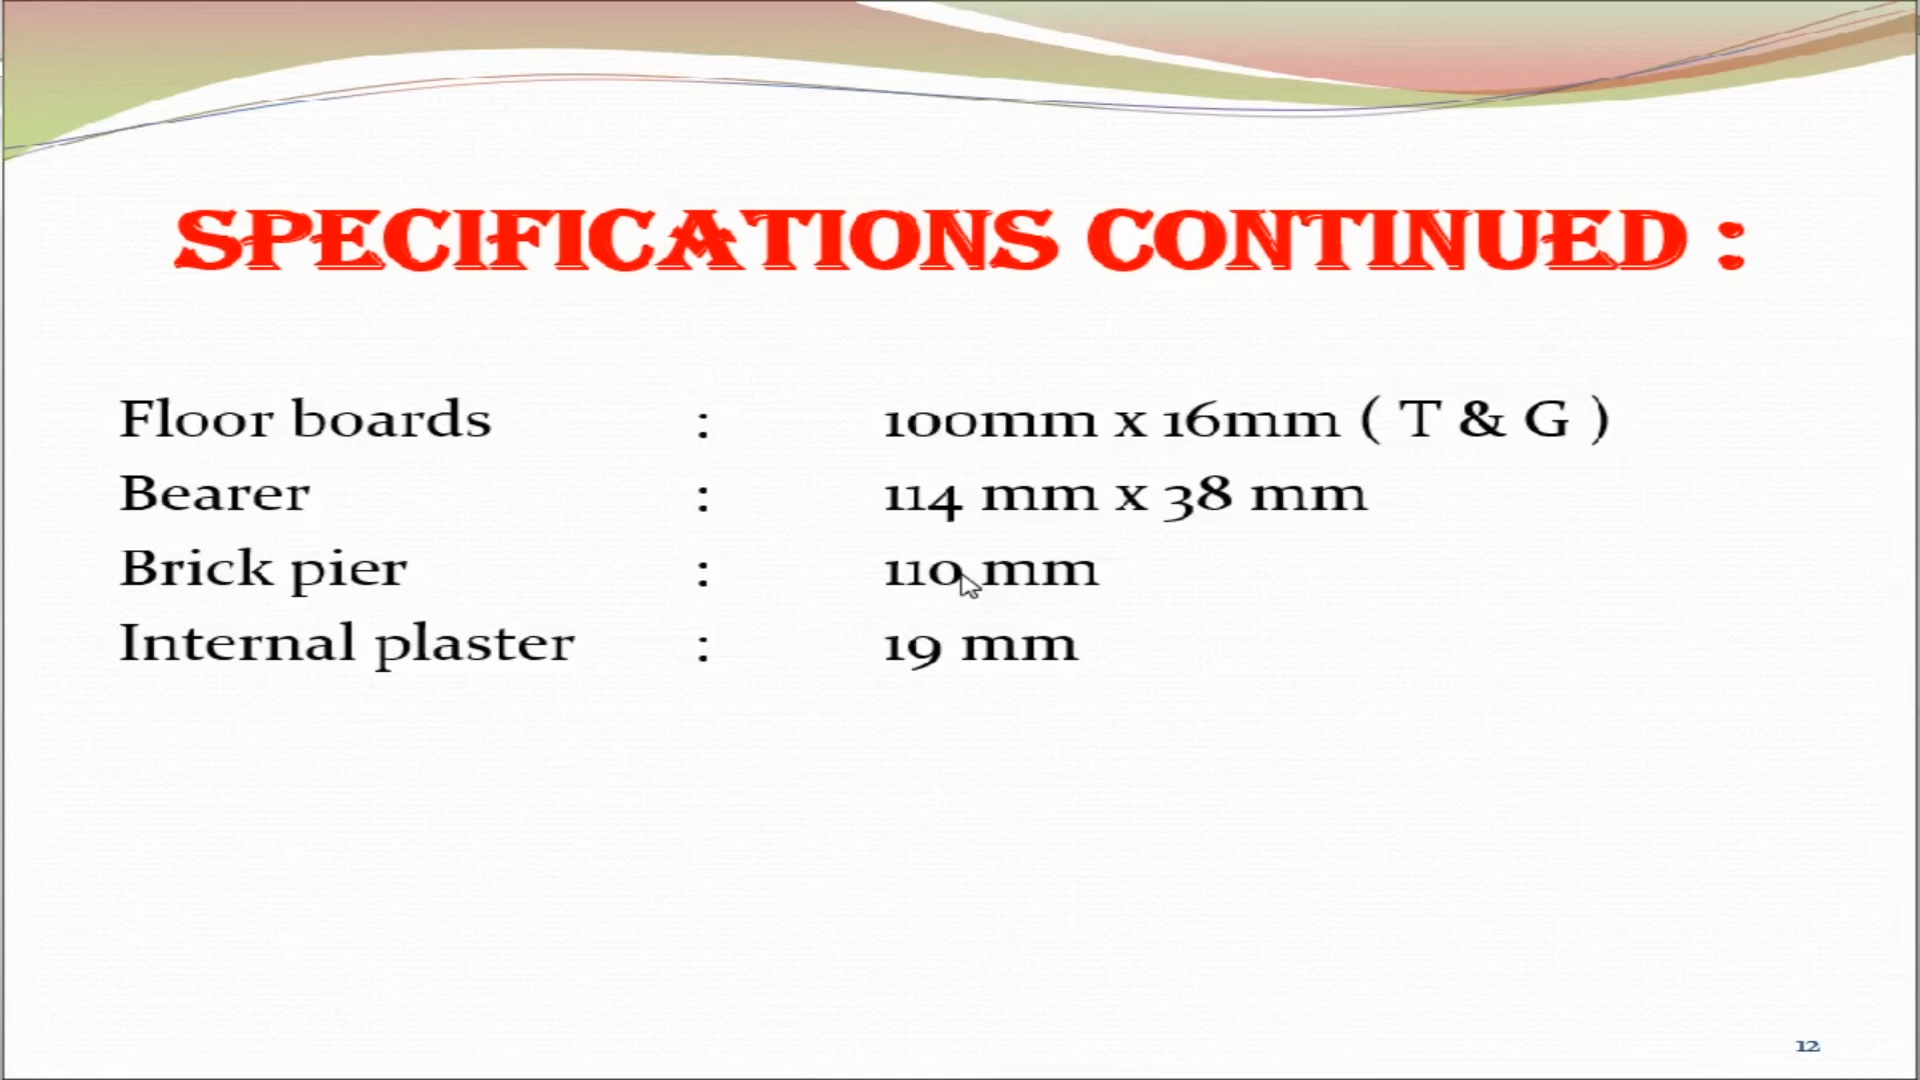 SPECIFICATIONS CONTINUED :
Floor boards : 100mm x 16mm ( T & G )
Bearer : 114 mm x 38 mm
Brick pier : 110 mm
Internal plaster : 19 mm
12